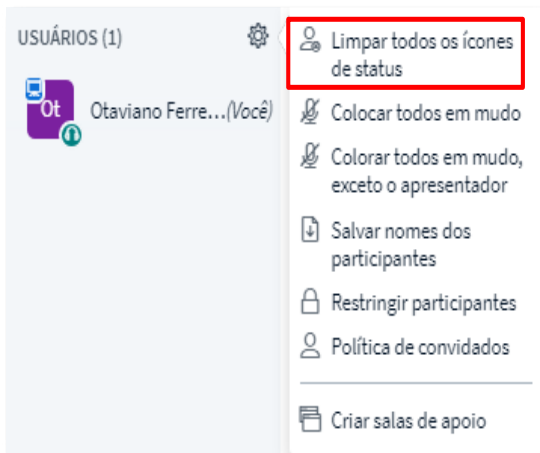 USUÁRIOS (1)
Ot
Otaviano Ferre...(Você)
Limpar todos os ícones
de status
Colocar todos em mudo
Colorar todos em mudo,
exceto o apresentador
Salvar nomes dos
participantes
Restringir participantes
Política de convidados
Criar salas de apoio